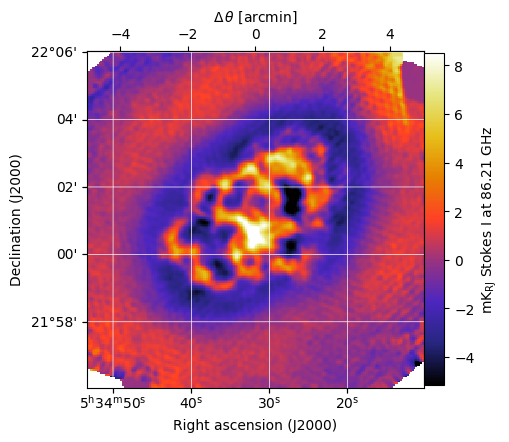 Δθ [arcmin]
−4 −2 0 2 4
22°06'
04'
02'
00'
21°58'
Declination (J2000)
5ʰ34ᵐ50ˢ 40ˢ 30ˢ 20ˢ
Right ascension (J2000)
8
6
4
2
0
−2
−4
mK_RJ Stokes I at 86.21 GHz